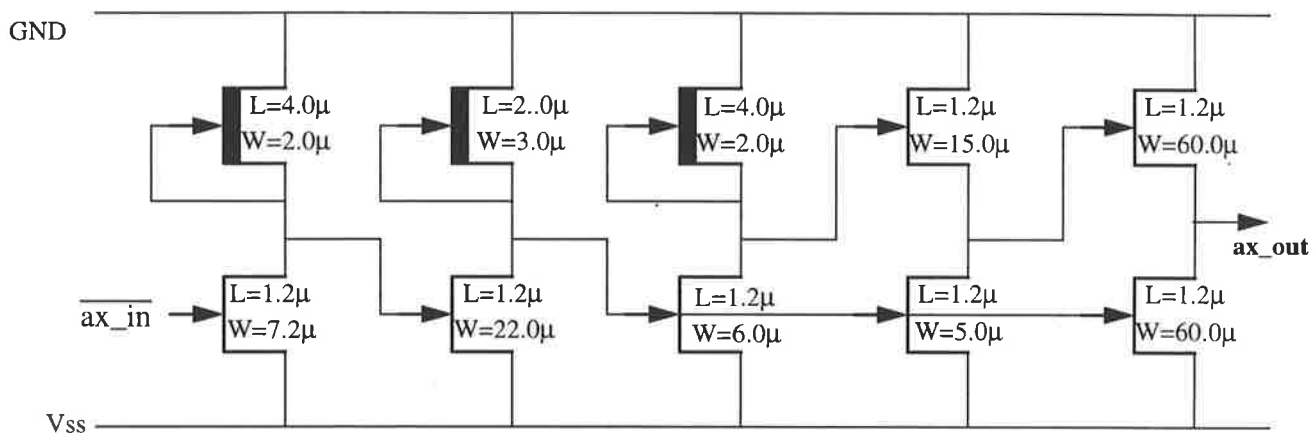 GND
L=4.0μ
W=2.0μ
L=2..0μ
W=3.0μ
L=4.0μ
W=2.0μ
L=1.2μ
W=15.0μ
L=1.2μ
W=60.0μ
ax_out
ax_in
L=1.2μ
W=7.2μ
L=1.2μ
W=22.0μ
L=1.2μ
W=6.0μ
L=1.2μ
W=5.0μ
L=1.2μ
W=60.0μ
Vss